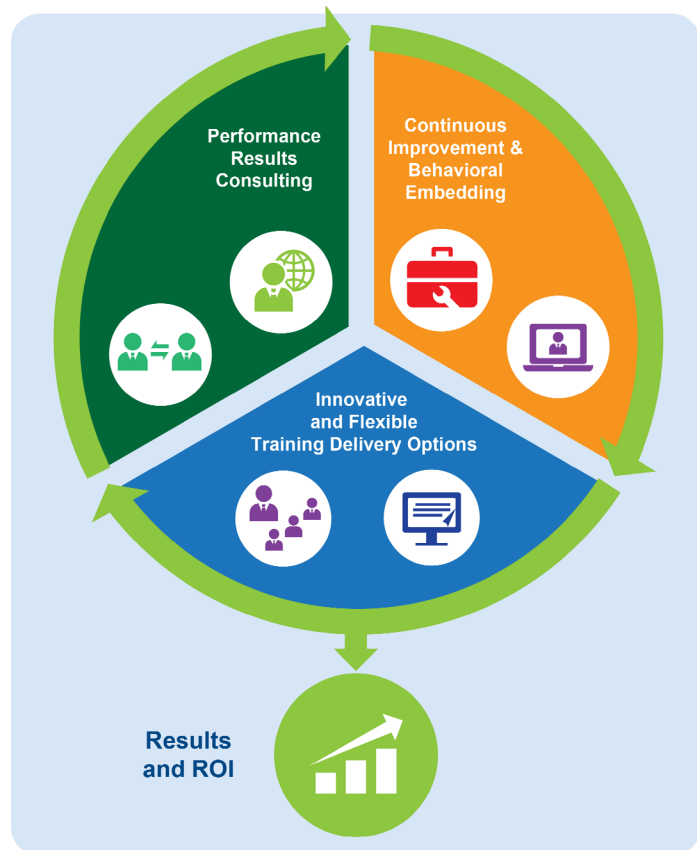 Performance
Results
Consulting
Continuous
Improvement &
Behavioral
Embedding
Innovative
and Flexible
Training Delivery Options
Results
and ROI